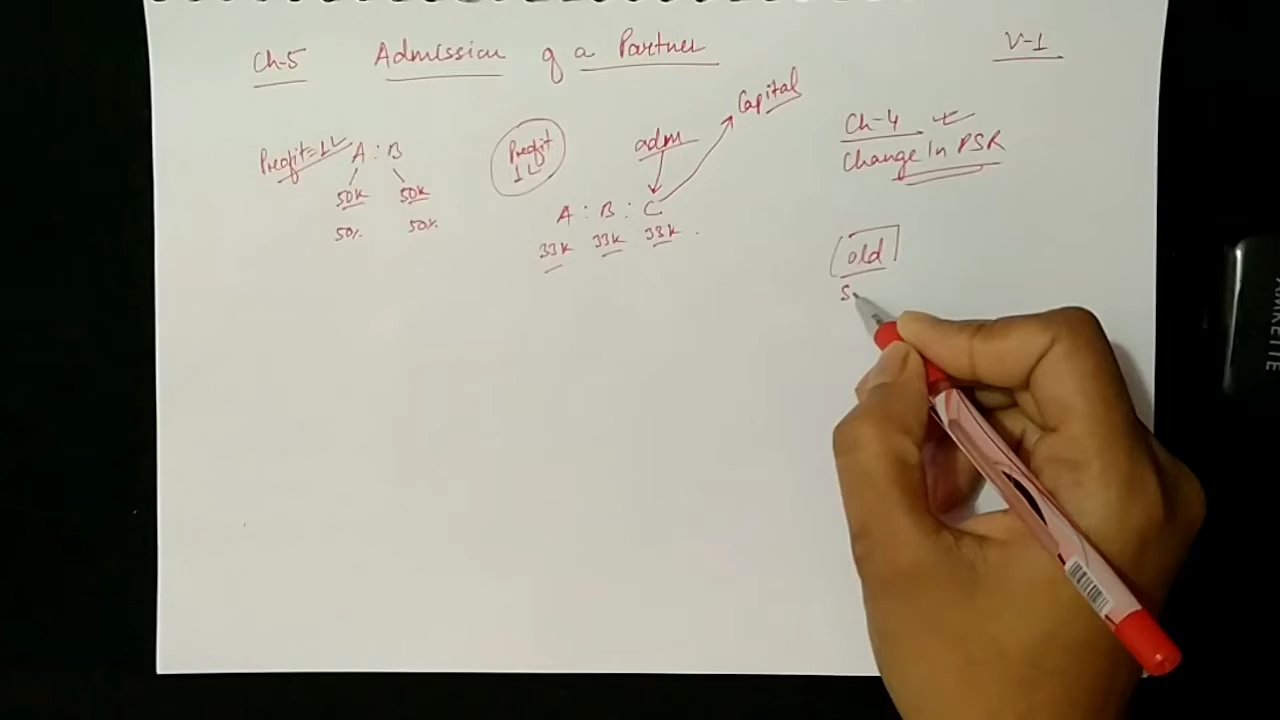 Ch-5 Admission of a Partner V-1
Profit = 1L A : B
50K 50K
50% 50%
Profit
1L
adm
Capital
A : B : C
33K 33K 33K
Ch-4
Change in PSR
old
S